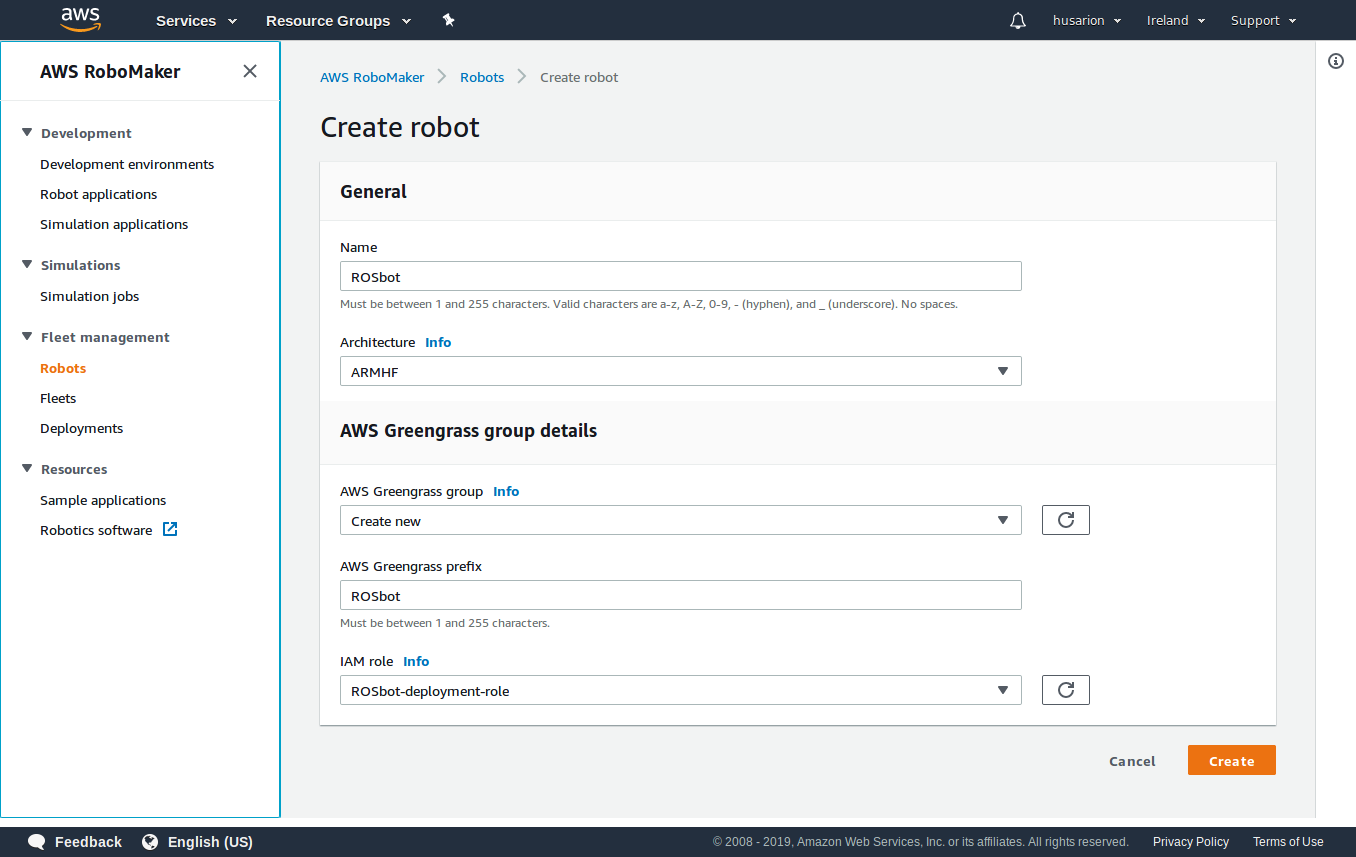 aws Services Resource Groups husarion Ireland Support
AWS RoboMaker
Development
Development environments
Robot applications
Simulation applications
Simulations
Simulation jobs
Fleet management
Robots
Fleets
Deployments
Resources
Sample applications
Robotics software
AWS RoboMaker Robots Create robot
Create robot
General
Name
ROSbot
Must be between 1 and 255 characters. Valid characters are a-z, A-Z, 0-9, - (hyphen), and _ (underscore). No spaces.
Architecture Info
ARMHF
AWS Greengrass group details
AWS Greengrass group Info
Create new
AWS Greengrass prefix
ROSbot
Must be between 1 and 255 characters.
IAM role Info
ROSbot-deployment-role
Cancel Create
Feedback English (US) © 2008 - 2019, Amazon Web Services, Inc. or its affiliates. All rights reserved. Privacy Policy Terms of Use